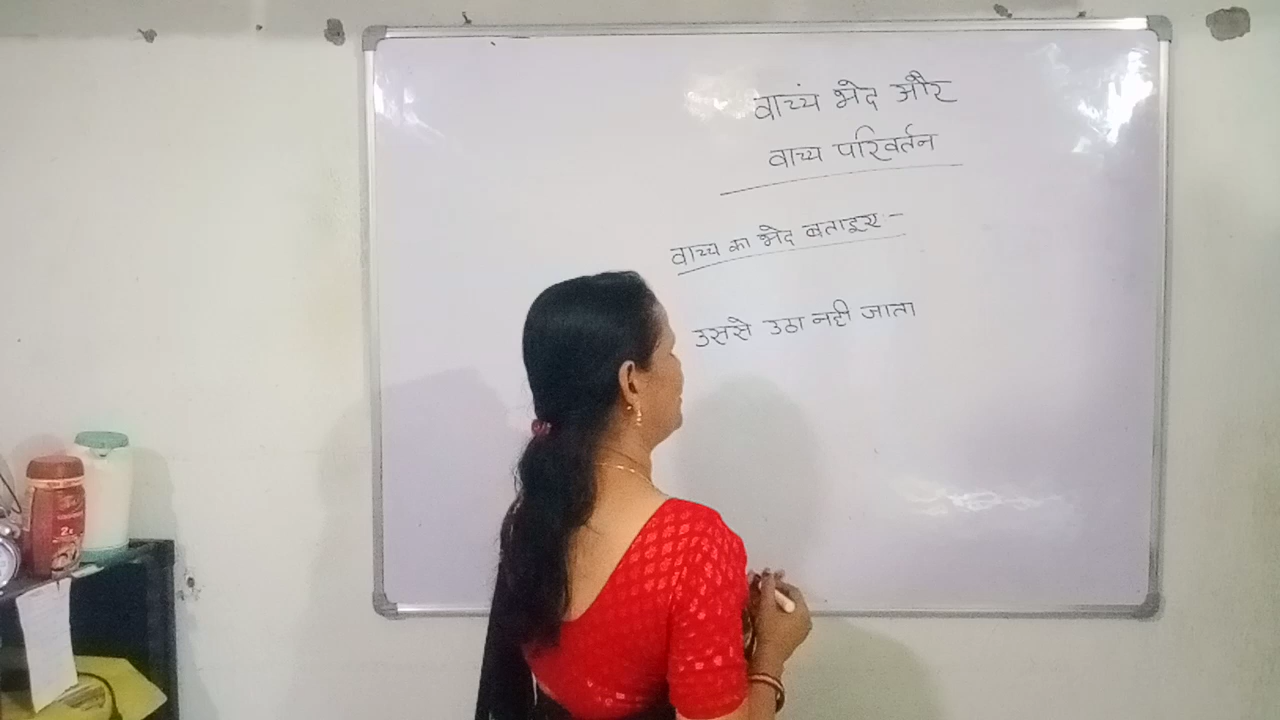 वाच्यं भेद और
वाच्य परिवर्तन
वाच्य का भेद बताइए :-
उससे उठा नही जाता